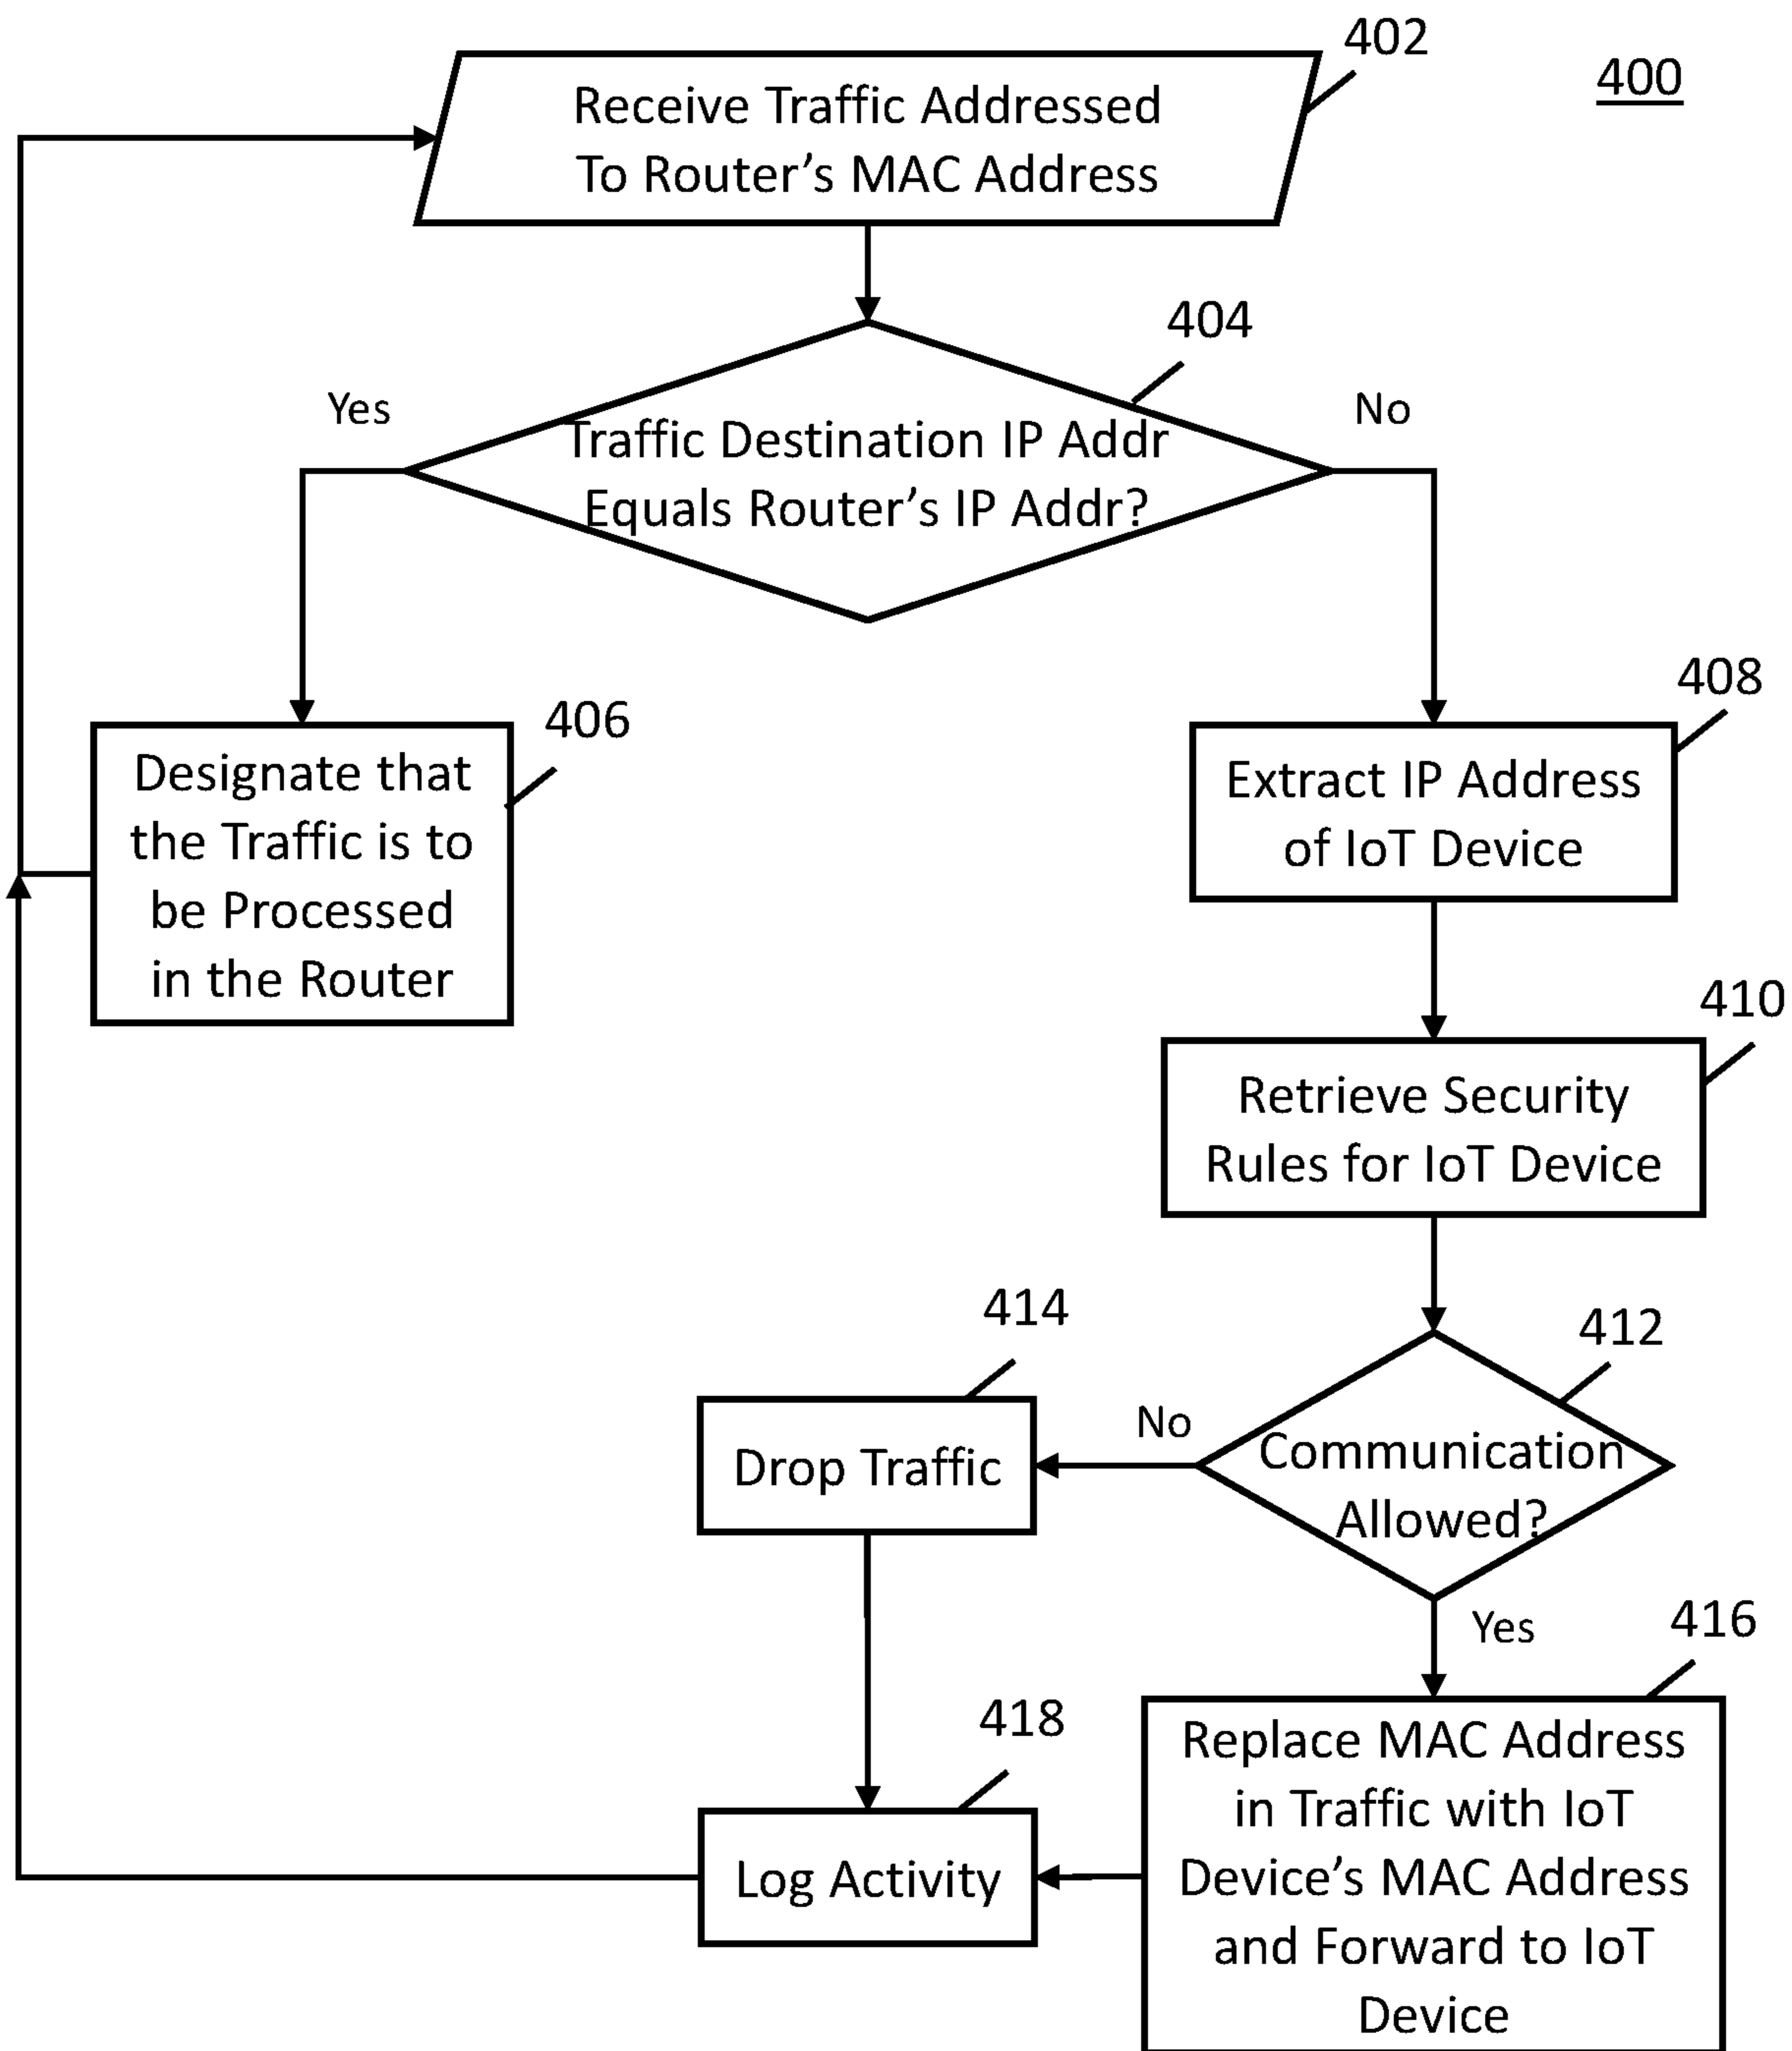 402
400
Receive Traffic Addressed
To Router's MAC Address
404
Yes
No
Traffic Destination IP Addr
Equals Router's IP Addr?
406
408
Designate that
the Traffic is to
be Processed
in the Router
Extract IP Address
of IoT Device
410
Retrieve Security
Rules for IoT Device
414
412
No
Drop Traffic
Communication
Allowed?
Yes
416
418
Log Activity
Replace MAC Address
in Traffic with IoT
Device's MAC Address
and Forward to IoT
Device